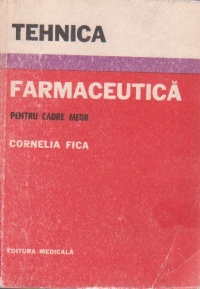 TEHNICA
FARMACEUTICĂ
PENTRU CADRE MEDII
CORNELIA FICA
EDITURA MEDICALĂ